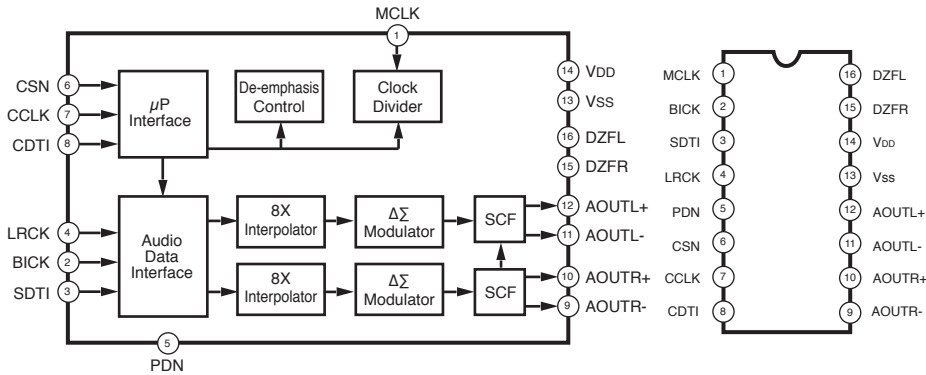 MCLK
1
CSN 6
CCLK 7
CDTI 8
µP Interface
De-emphasis Control
Clock Divider
14 VDD
13 VSS
16 DZFL
15 DZFR
LRCK 4
BICK 2
SDTI 3
Audio Data Interface
8X Interpolator
ΔΣ Modulator
SCF
12 AOUTL+
11 AOUTL-
8X Interpolator
ΔΣ Modulator
SCF
10 AOUTR+
9 AOUTR-
5
PDN
MCLK 1 16 DZFL
BICK 2 15 DZFR
SDTI 3 14 VDD
LRCK 4 13 Vss
PDN 5 12 AOUTL+
CSN 6 11 AOUTL-
CCLK 7 10 AOUTR+
CDTI 8 9 AOUTR-